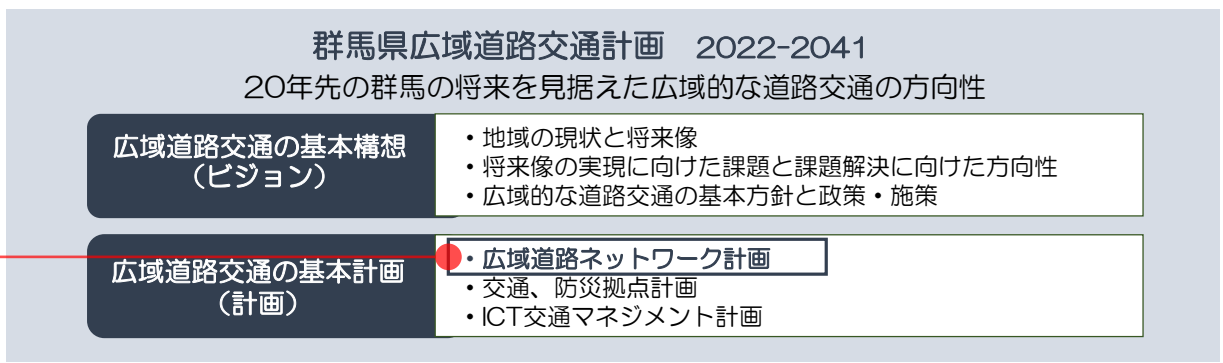 群馬県広域道路交通計画　2022-2041
20年先の群馬の将来を見据えた広域的な道路交通の方向性
広域道路交通の基本構想
（ビジョン）
・地域の現状と将来像
・将来像の実現に向けた課題と課題解決に向けた方向性
・広域的な道路交通の基本方針と政策・施策
広域道路交通の基本計画
（計画）
・広域道路ネットワーク計画
・交通、防災拠点計画
・ICT交通マネジメント計画